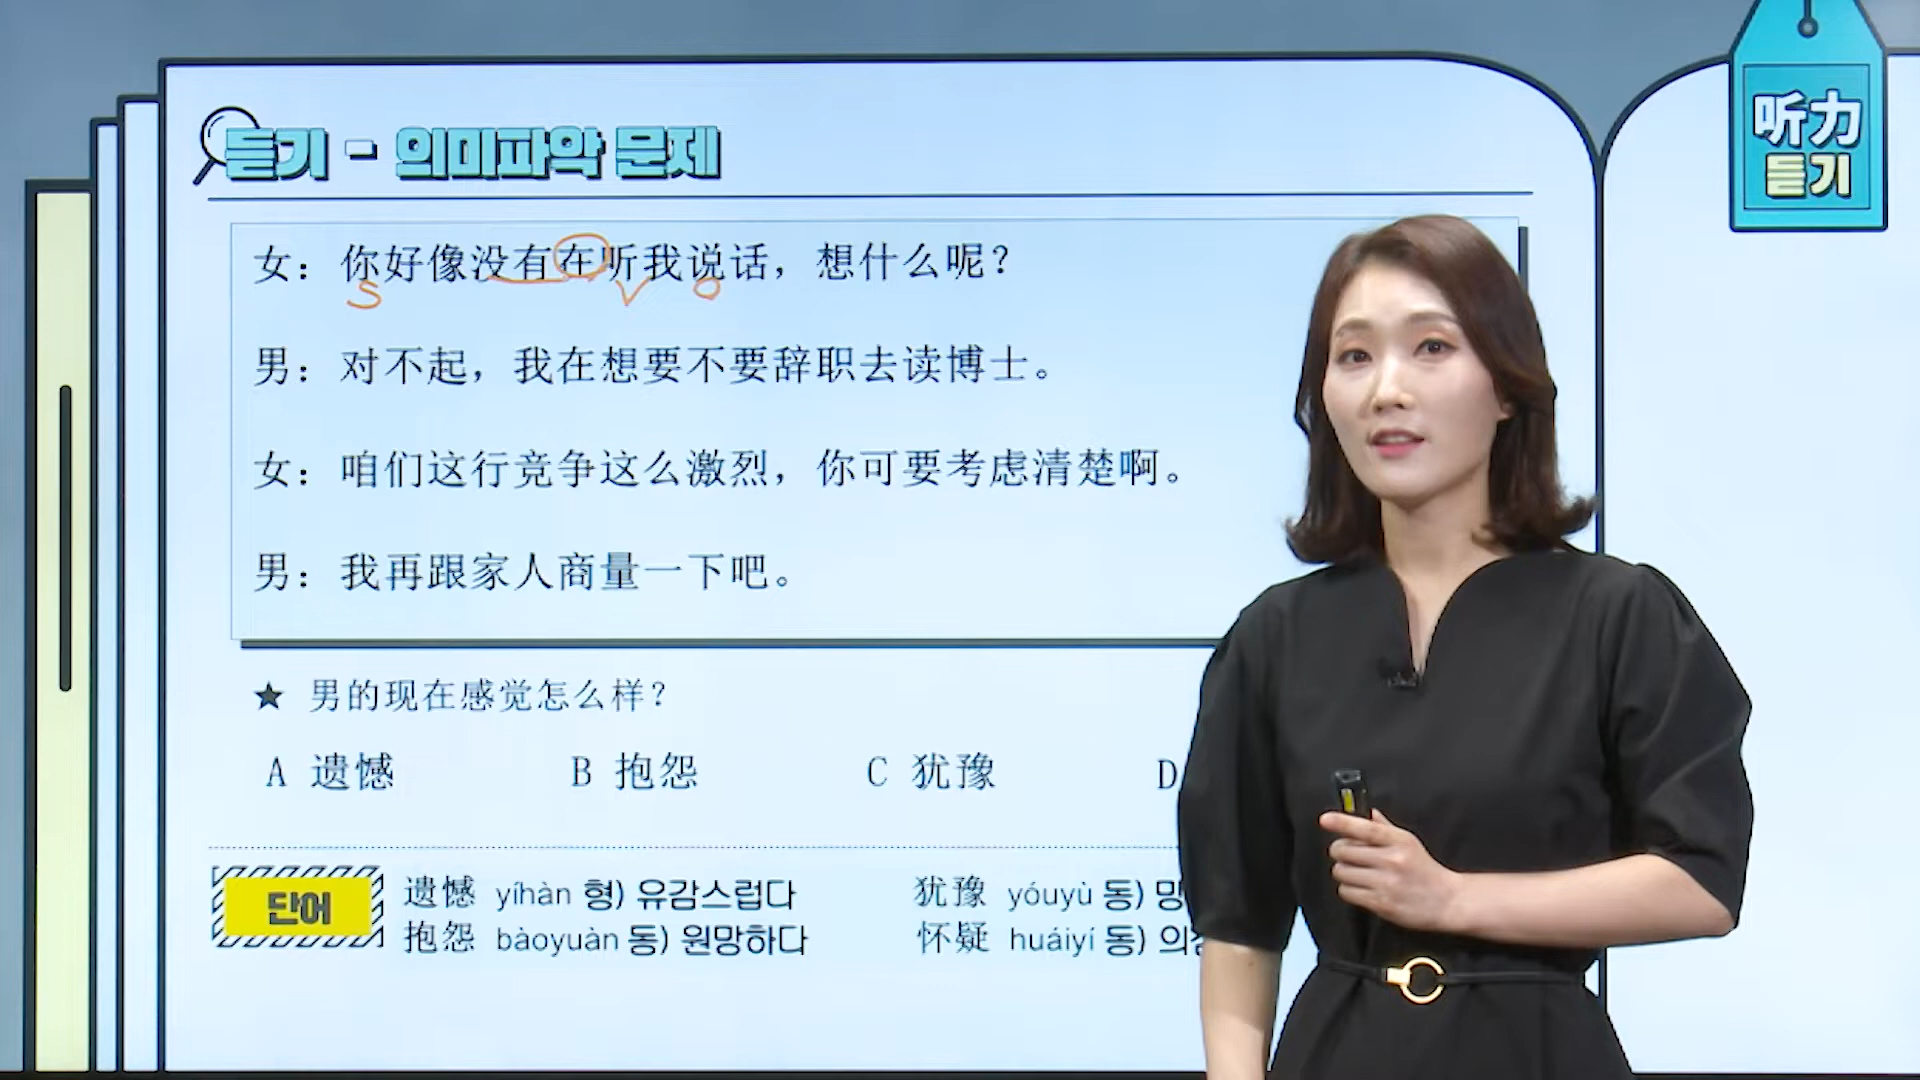 听力
듣기
듣기 - 의미파악 문제
女：你好像没有在听我说话，想什么呢？
S V O
男：对不起，我在想要不要辞职去读博士。
女：咱们这行竞争这么激烈，你可要考虑清楚啊。
男：我再跟家人商量一下吧。
★ 男的现在感觉怎么样？
A 遗憾 B 抱怨 C 犹豫 D
단어
遗憾 yíhàn 형) 유감스럽다 犹豫 yóuyù 동)
抱怨 bàoyuàn 동) 원망하다 怀疑 huáiyí 동)